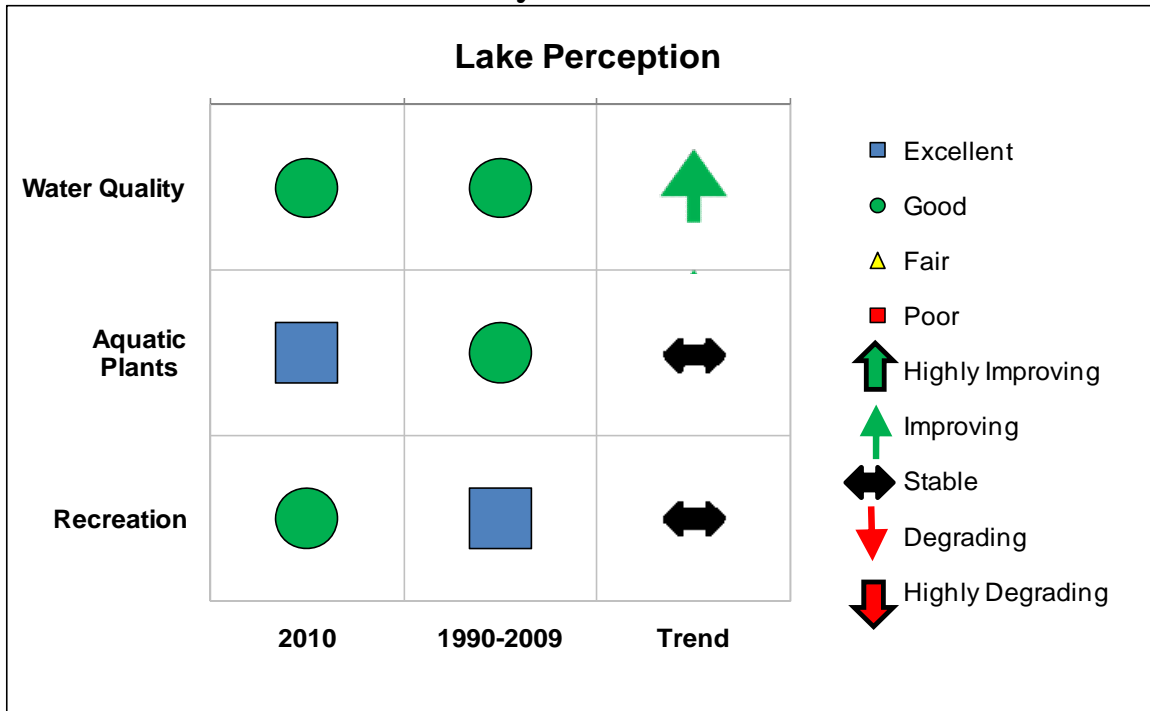 Lake Perception
Water Quality
Aquatic
Plants
Recreation
2010
1990-2009
Trend
Excellent
Good
Fair
Poor
Highly Improving
Improving
Stable
Degrading
Highly Degrading